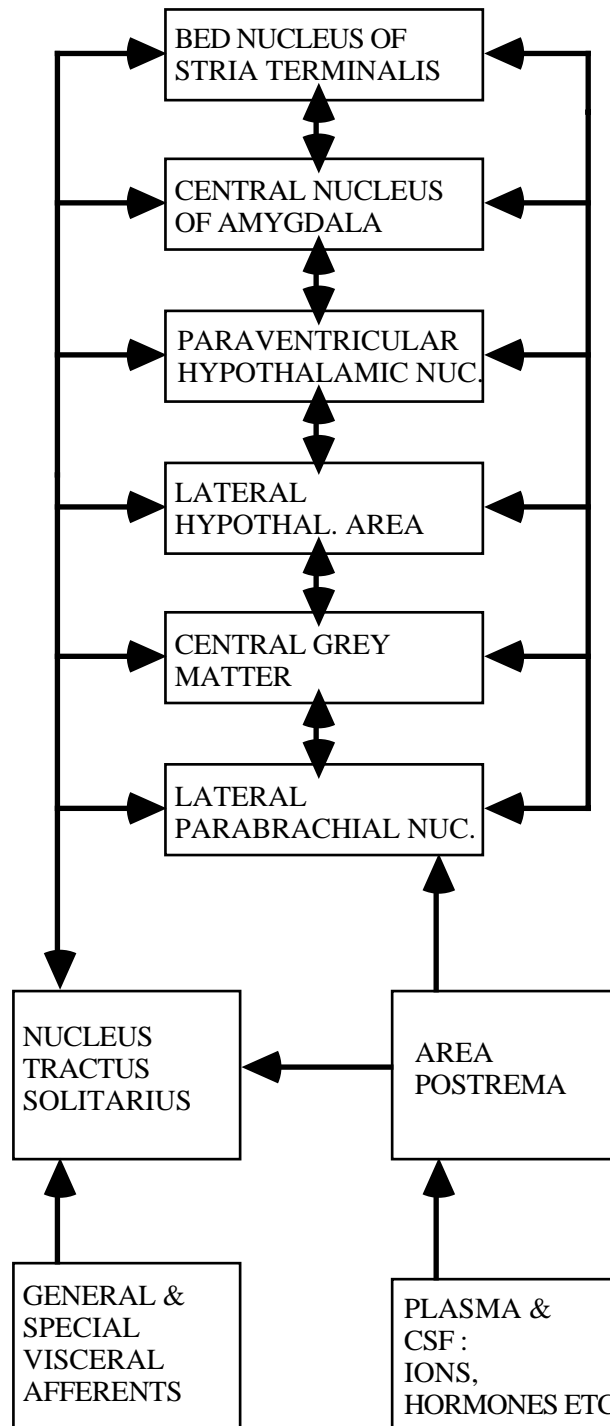 BED NUCLEUS OF
STRIA TERMINALIS
CENTRAL NUCLEUS
OF AMYGDALA
PARAVENTRICULAR
HYPOTHALAMIC NUC.
LATERAL
HYPOTHAL. AREA
CENTRAL GREY
MATTER
LATERAL
PARABRACHIAL NUC.
NUCLEUS
TRACTUS
SOLITARIUS
AREA
POSTREMA
GENERAL &
SPECIAL
VISCERAL
AFFERENTS
PLASMA &
CSF :
IONS,
HORMONES ETC